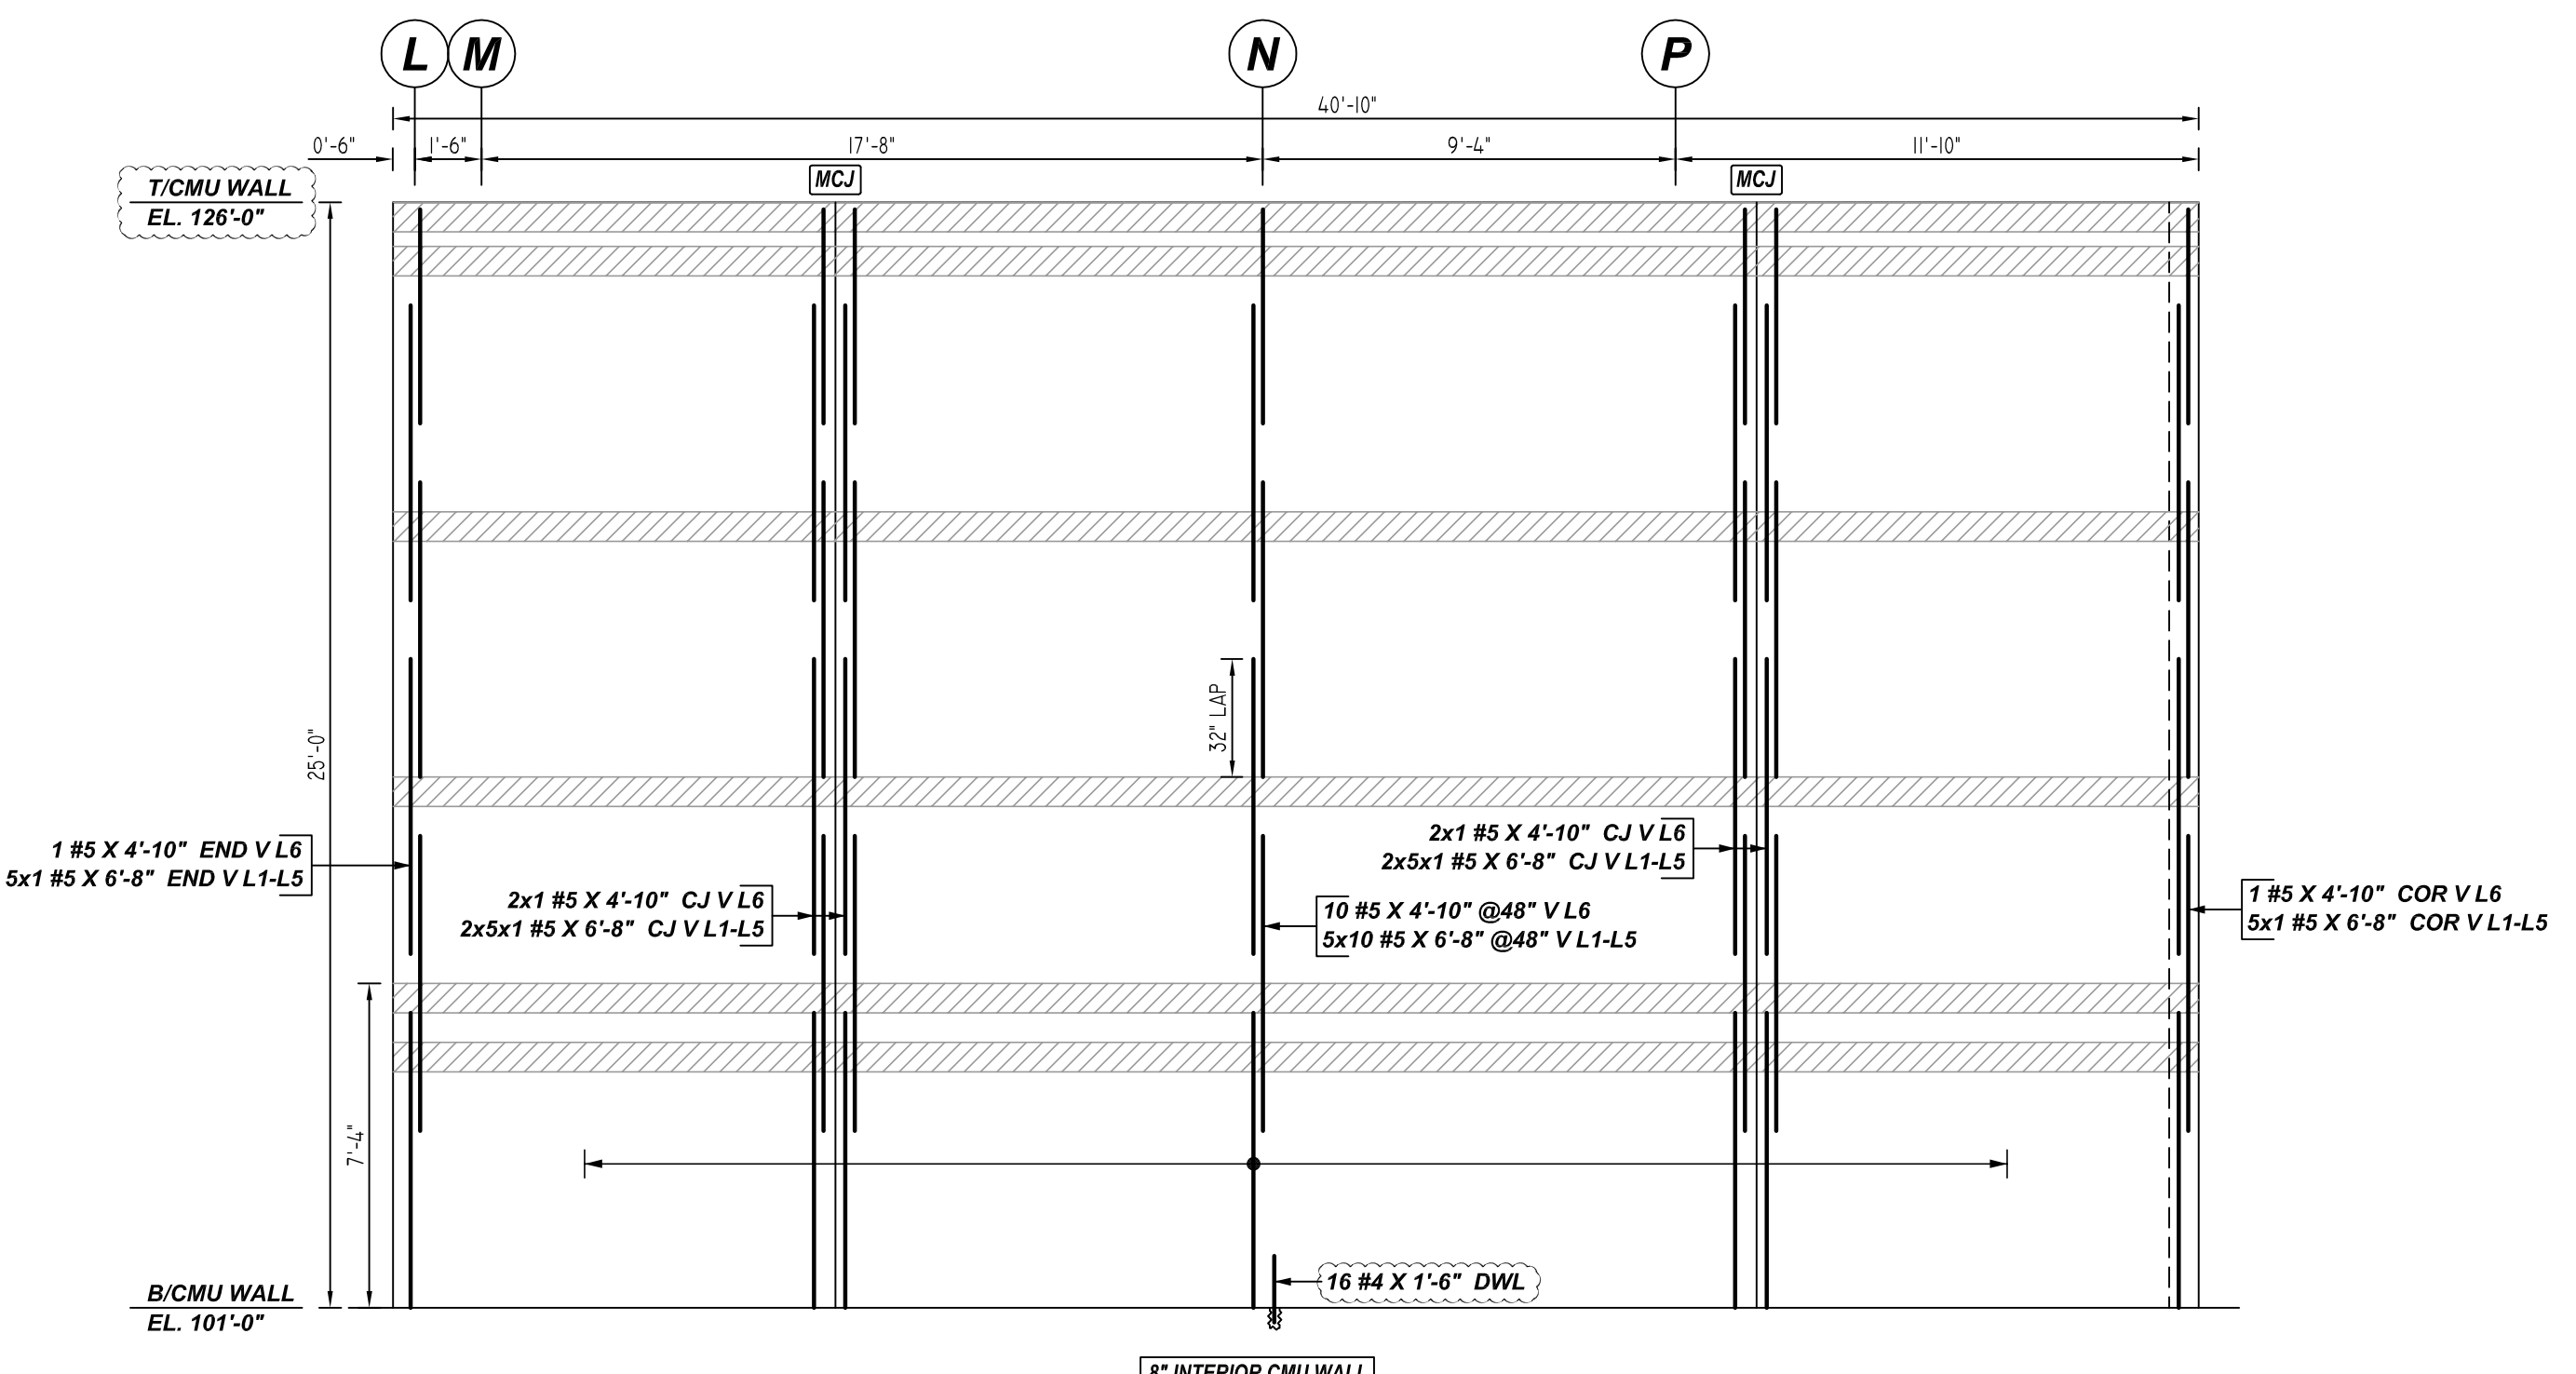 L M N P
40'-10"
0'-6" 1'-6" 17'-8" 9'-4" 11'-10"
MCJ MCJ
T/CMU WALL
EL. 126'-0"
32" LAP
25'-0"
1 #5 X 4'-10" END V L6
5x1 #5 X 6'-8" END V L1-L5
2x1 #5 X 4'-10" CJ V L6
2x5x1 #5 X 6'-8" CJ V L1-L5
2x1 #5 X 4'-10" CJ V L6
2x5x1 #5 X 6'-8" CJ V L1-L5
10 #5 X 4'-10" @48" V L6
5x10 #5 X 6'-8" @48" V L1-L5
1 #5 X 4'-10" COR V L6
5x1 #5 X 6'-8" COR V L1-L5
7'-4"
16 #4 X 1'-6" DWL
B/CMU WALL
EL. 101'-0"
8" INTERIOR CMU WALL